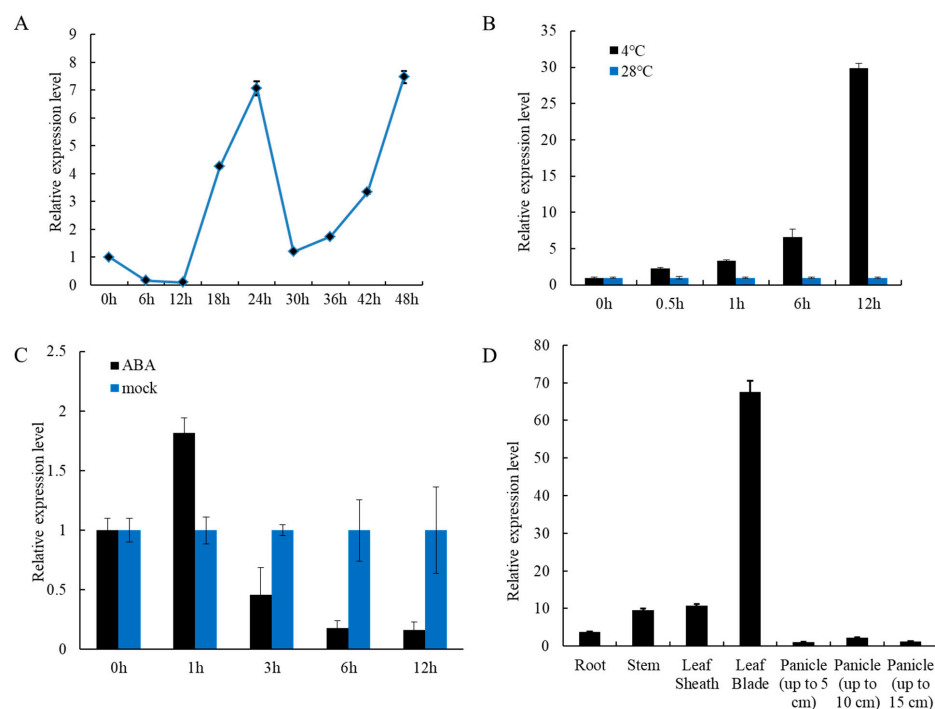 A
Relative expression level
9
8
7
6
5
4
3
2
1
0
0h 6h 12h 18h 24h 30h 36h 42h 48h
B
Relative expression level
4℃
28℃
35
30
25
20
15
10
5
0
0h 0.5h 1h 6h 12h
C
Relative expression level
ABA
mock
2.5
2
1.5
1
0.5
0
0h 1h 3h 6h 12h
D
Relative expression level
80
70
60
50
40
30
20
10
0
Root Stem Leaf Leaf Panicle Panicle Panicle
Sheath Blade (up to 5 (up to (up to
cm) 10 cm) 15 cm)